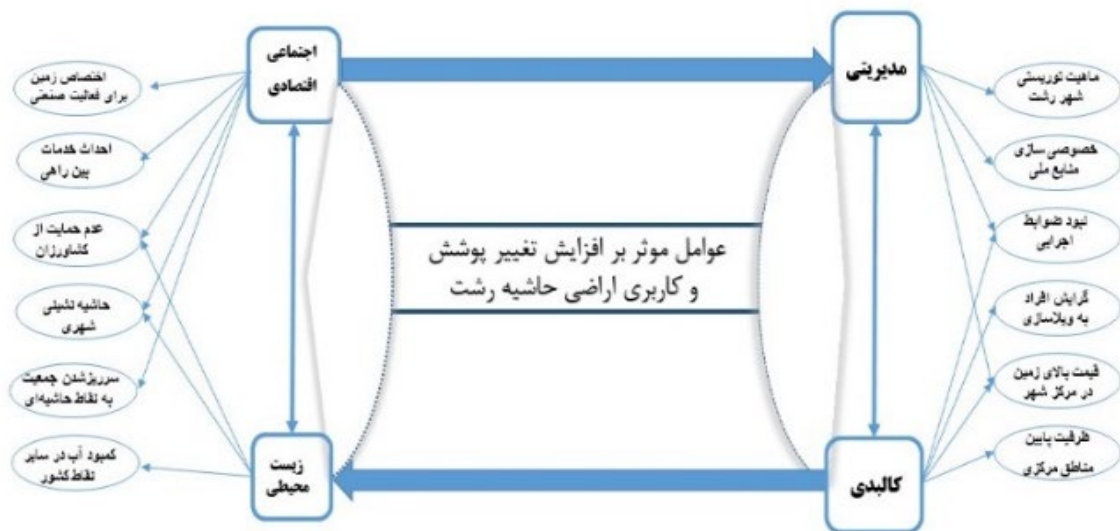 مدیریتی
اجتماعی
اقتصادی
ماهیت توریستی
شهر رشت
خصوصی سازی
منابع ملی
نبود ضوابط
اجرایی
گرایش افراد
به ویلاسازی
قیمت بالای زمین
در مرکز شهر
ظرفیت پایین
مناطق مرکزی
عوامل موثر بر افزایش تغییر پوشش
و کاربری اراضی حاشیه رشت
اختصاص زمین
برای فعالیت صنعتی
احداث خدمات
بین راهی
عدم حمایت از
کشاورزان
حاشیه نشینی
شهری
سرریزشدن جمعیت
به نقاط حاشیه‌ای
کمبود آب در سایر
نقاط کشور
کالبدی
زیست
محیطی